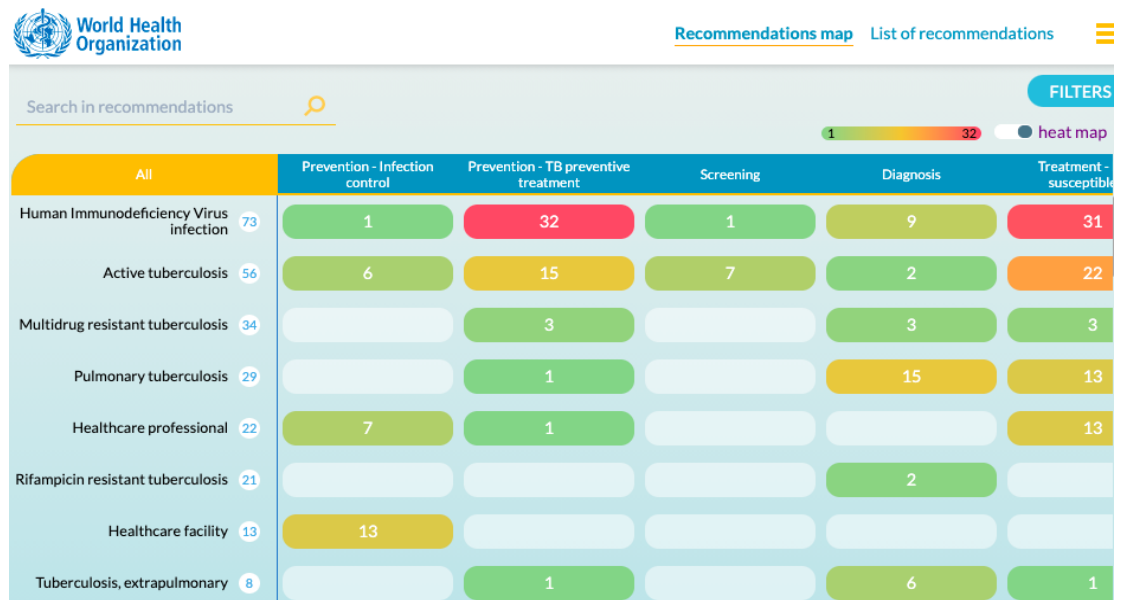 World Health
Organization
Recommendations map
List of recommendations
Search in recommendations
FILTERS
1
32
heat map
All
Prevention - Infection
control
Prevention - TB preventive
treatment
Screening
Diagnosis
Treatment -
susceptible
Human Immunodeficiency Virus
infection
73
1
32
1
9
31
Active tuberculosis
56
6
15
7
2
22
Multidrug resistant tuberculosis
34
3
3
3
Pulmonary tuberculosis
29
1
15
13
Healthcare professional
22
7
1
13
Rifampicin resistant tuberculosis
21
2
Healthcare facility
13
13
Tuberculosis, extrapulmonary
8
1
6
1